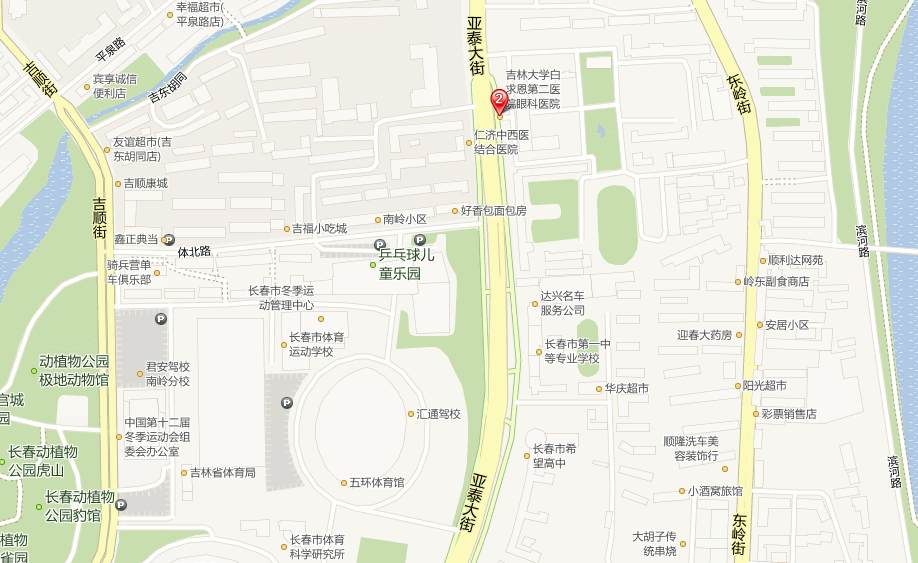 幸福超市(
平泉路店)
平泉路
吉顺街
宾享诚信
便利店
吉东胡同
友谊超市(吉
东胡同店)
吉顺康城
吉顺街
鑫正典当
P
体北路
骑兵营单
车俱乐部
吉福小吃城
南岭小区
好香包面包房
亚泰大街
吉林大学白
求恩第二医
眼科医院
2
仁济中西医
结合医院
东岭街
滨河路
滨河路
P
P
乒乓球儿
童乐园
长春市冬季运
动管理中心
P
长春市体育
运动学校
达兴名车
服务公司
长春市第一中
等专业学校
顺利达网苑
岭东副食商店
迎春大药房
安居小区
动植物公园
极地动物馆
君安驾校
南岭分校
宫城
园
P
汇通驾校
华庆超市
阳光超市
彩票销售店
中国第十二届
冬季运动会组
委会办公室
长春动植物
公园虎山
吉林省体育局
五环体育馆
长春市希
望高中
顺隆洗车美
容装饰行
滨河路
长春动植物
公园豹馆
P
亚泰大街
小酒窝旅馆
东岭街
植物
雀园
长春市体育
科学研究所
大胡子传
统串烧